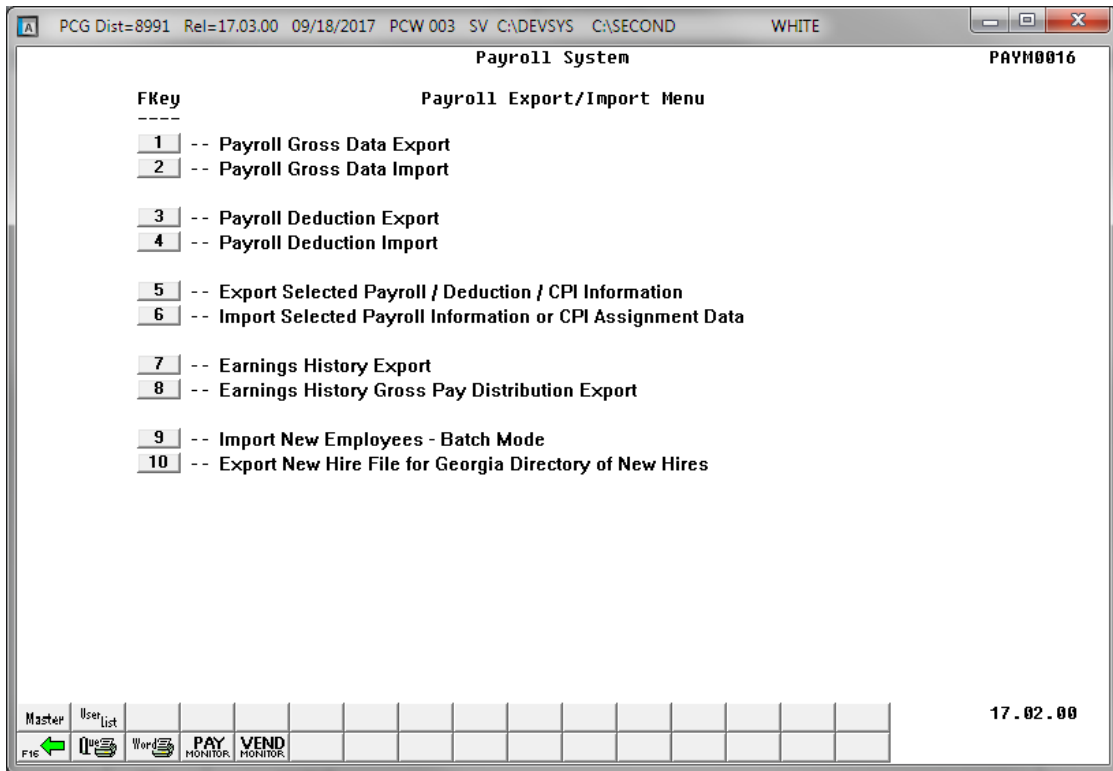 A PCG Dist=8991 Rel=17.03.00 09/18/2017 PCW 003 SV C:\DEVSYS C:\SECOND WHITE
Payroll System PAYM0016
FKey Payroll Export/Import Menu
----
1 -- Payroll Gross Data Export
2 -- Payroll Gross Data Import
3 -- Payroll Deduction Export
4 -- Payroll Deduction Import
5 -- Export Selected Payroll / Deduction / CPI Information
6 -- Import Selected Payroll Information or CPI Assignment Data
7 -- Earnings History Export
8 -- Earnings History Gross Pay Distribution Export
9 -- Import New Employees - Batch Mode
10 -- Export New Hire File for Georgia Directory of New Hires
Master User List 17.02.00
F16 Que Word PAY MONITOR VEND MONITOR